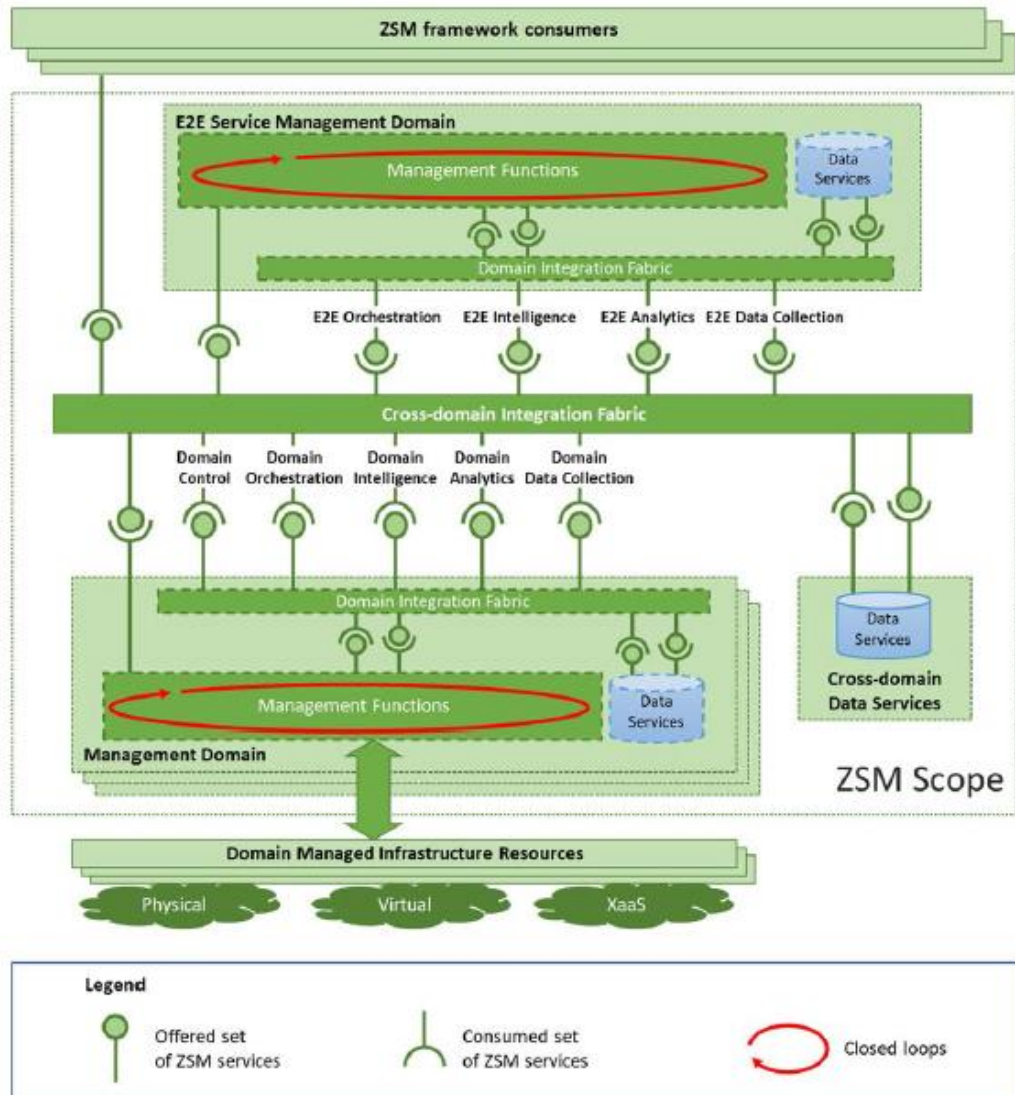 ZSM framework consumers
E2E Service Management Domain
Management Functions
Data
Services
Domain Integration Fabric
E2E Orchestration
E2E Intelligence
E2E Analytics
E2E Data Collection
Cross-domain Integration Fabric
Domain
Control
Domain
Orchestration
Domain
Intelligence
Domain
Analytics
Domain
Data Collection
Domain Integration Fabric
Management Functions
Data
Services
Management Domain
Data
Services
Cross-domain
Data Services
ZSM Scope
Domain Managed Infrastructure Resources
Physical
Virtual
XaaS
Legend
Offered set
of ZSM services
Consumed set
of ZSM services
Closed loops